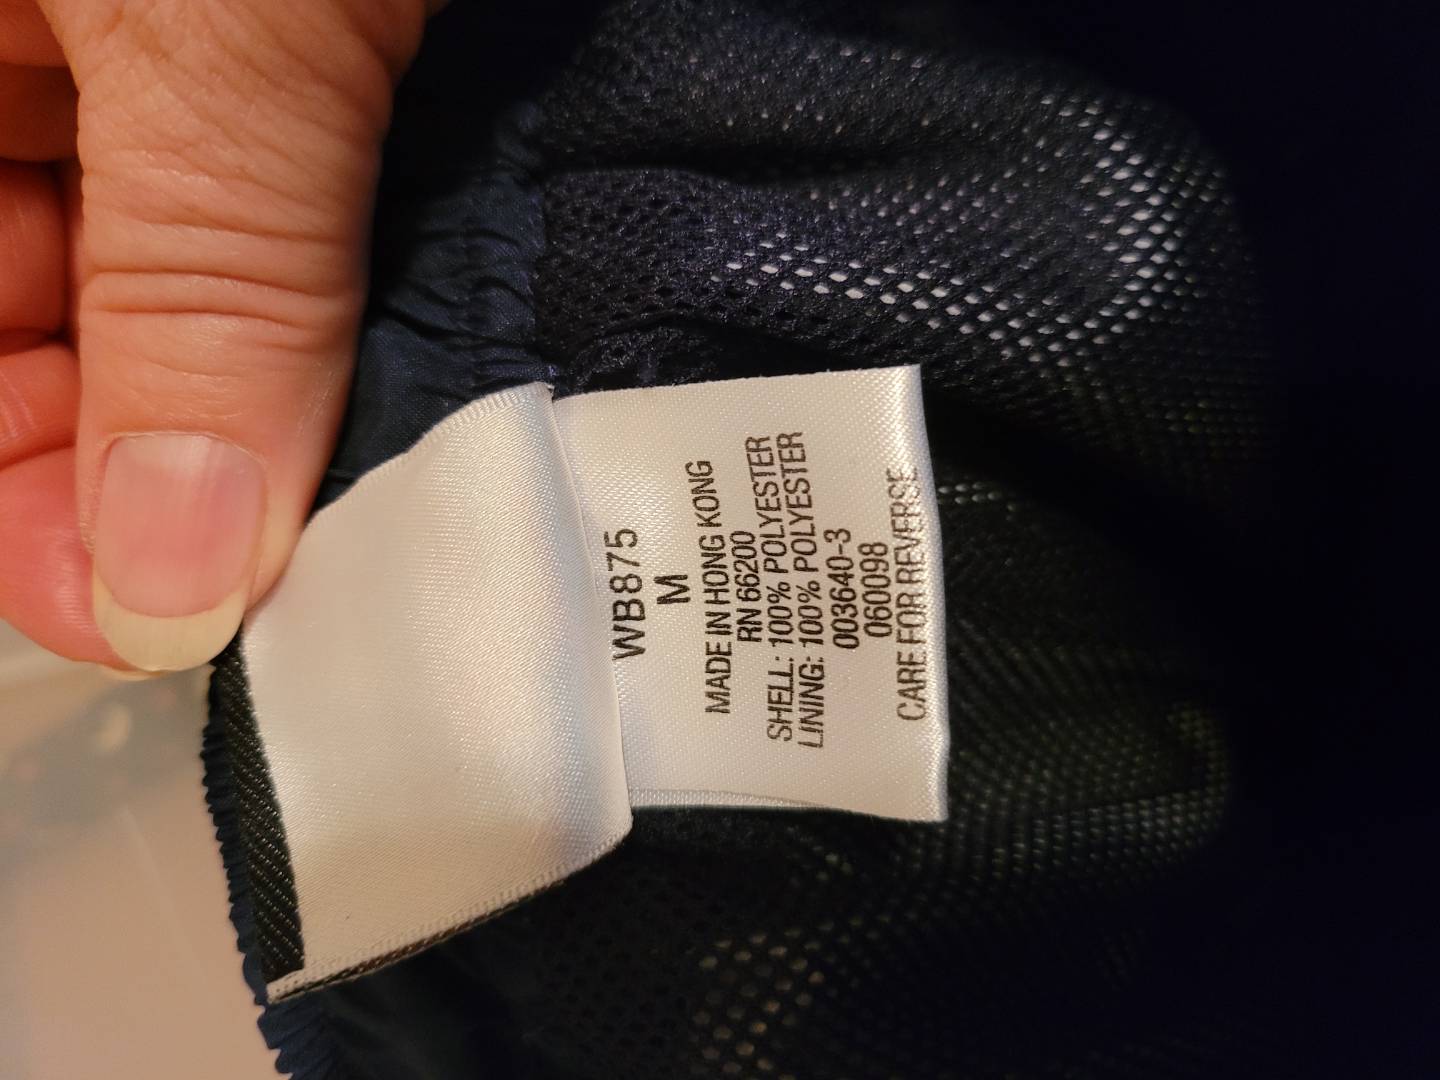 WB875
M
MADE IN HONG KONG
RN 66200
SHELL: 100% POLYESTER
LINING: 100% POLYESTER
003640-3
060098
CARE FOR REVERSE